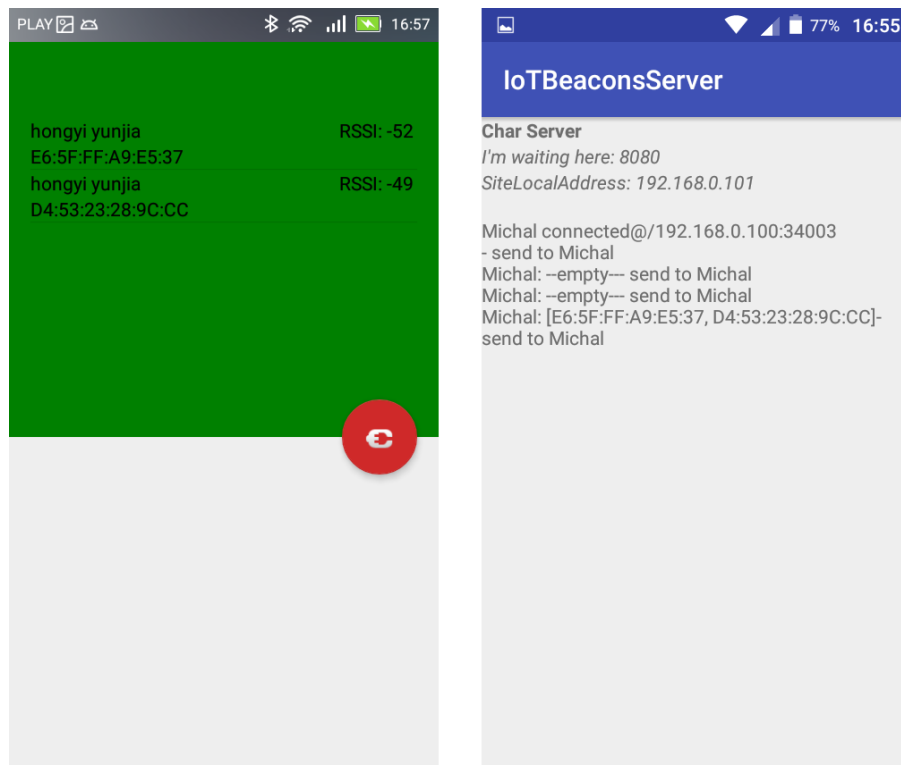 PLAY 16:57
hongyi yunjia RSSI: -52
E6:5F:FF:A9:E5:37
hongyi yunjia RSSI: -49
D4:53:23:28:9C:CC
77% 16:55
IoTBeaconsServer
Char Server
I'm waiting here: 8080
SiteLocalAddress: 192.168.0.101
Michal connected@/192.168.0.100:34003
- send to Michal
Michal: --empty--- send to Michal
Michal: --empty--- send to Michal
Michal: [E6:5F:FF:A9:E5:37, D4:53:23:28:9C:CC]-
send to Michal